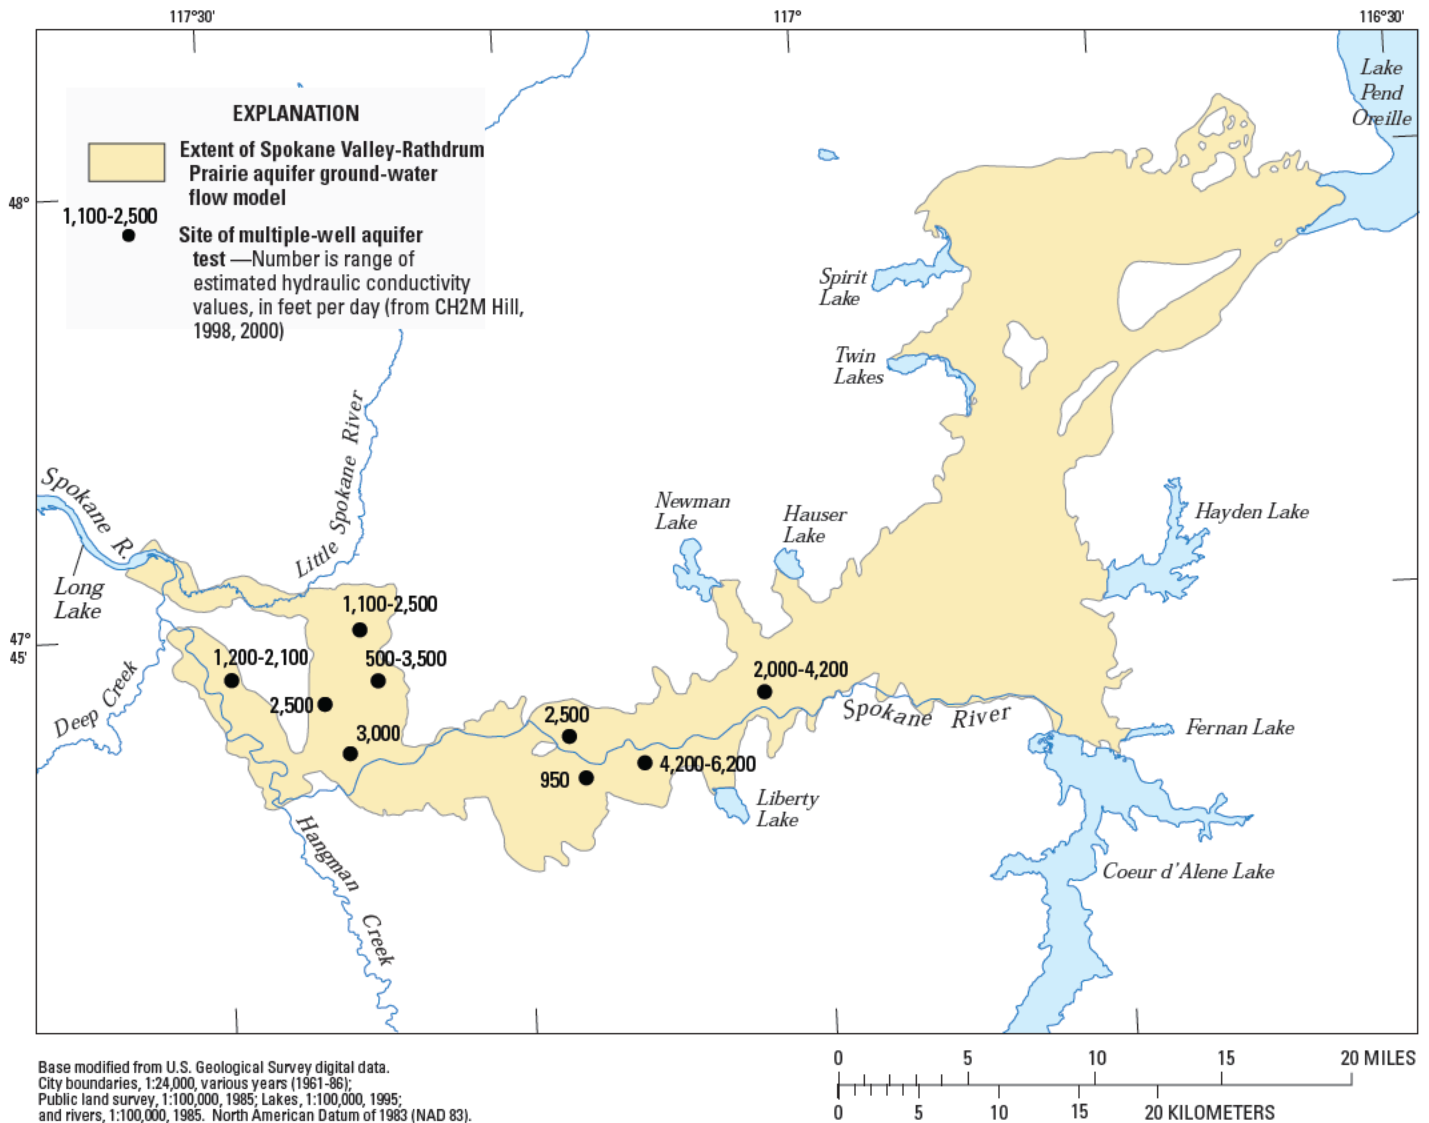 117°30'
117°
116°30'
Lake
Pend
Oreille
EXPLANATION
Extent of Spokane Valley-Rathdrum
Prairie aquifer ground-water
flow model
1,100-2,500
Site of multiple-well aquifer
test —Number is range of
estimated hydraulic conductivity
values, in feet per day (from CH2M Hill,
1998, 2000)
48°
Spirit
Lake
Twin
Lakes
Little Spokane River
Spokane R.
Long
Lake
Newman
Lake
Hauser
Lake
Hayden Lake
47°
45'
1,100-2,500
1,200-2,100
500-3,500
2,500
3,000
Deep Creek
2,000-4,200
2,500
950
4,200-6,200
Spokane River
Fernan Lake
Liberty
Lake
Hangman Creek
Coeur d'Alene Lake
Base modified from U.S. Geological Survey digital data.
City boundaries, 1:24,000, various years (1961-86);
Public land survey, 1:100,000, 1985; Lakes, 1:100,000, 1995;
and rivers, 1:100,000, 1985. North American Datum of 1983 (NAD 83).
0 5 10 15 20 MILES
0 5 10 15 20 KILOMETERS